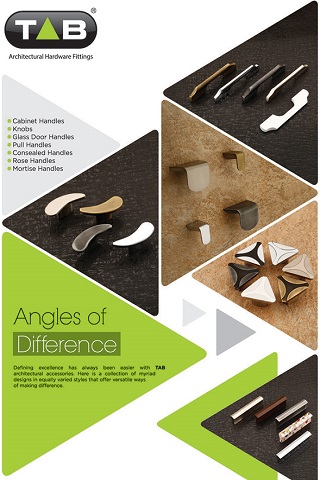 TAB®
Architectural Hardware Fittings
Cabinet Handles
Knobs
Glass Door Handles
Pull Handles
Consealed Handles
Rose Handles
Mortise Handles
Angles of
Difference
Defining excellence has always been easier with TAB
architectural accessories. Here is a collection of myriad
designs in equally varied styles that offer versatile ways
of making difference.